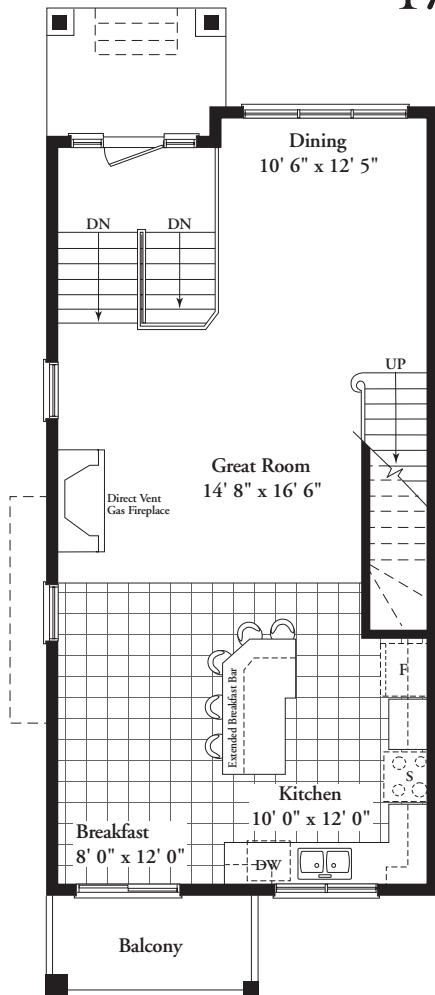 Dining
10' 6" x 12' 5"
DN
DN
UP
Great Room
14' 8" x 16' 6"
Direct Vent
Gas Fireplace
F
Extended Breakfast Bar
S
Kitchen
10' 0" x 12' 0"
Breakfast
8' 0" x 12' 0"
DW
Balcony